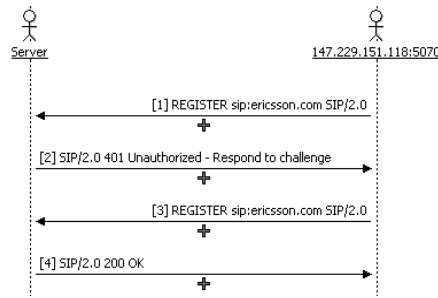 Server
147.229.151.118:5070
[1] REGISTER sip:ericsson.com SIP/2.0
[2] SIP/2.0 401 Unauthorized - Respond to challenge
[3] REGISTER sip:ericsson.com SIP/2.0
[4] SIP/2.0 200 OK